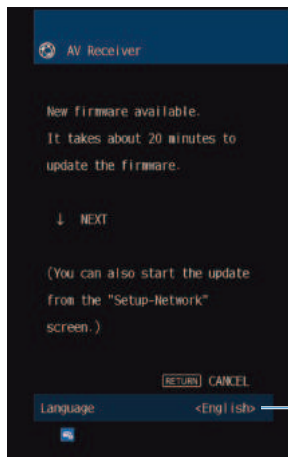 AV Receiver
New firmware available.
It takes about 20 minutes to
update the firmware.
↓ NEXT
(You can also start the update
from the "Setup-Network"
screen.)
RETURN CANCEL
Language <English>